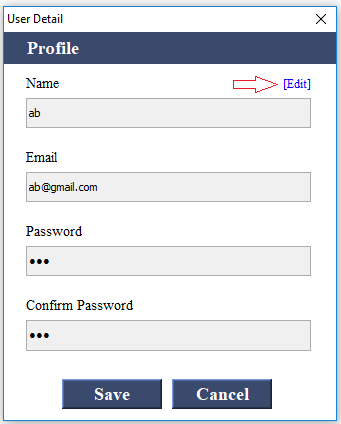 User Detail
Profile
Name [Edit]
ab
Email
ab@gmail.com
Password
•••
Confirm Password
•••
Save Cancel